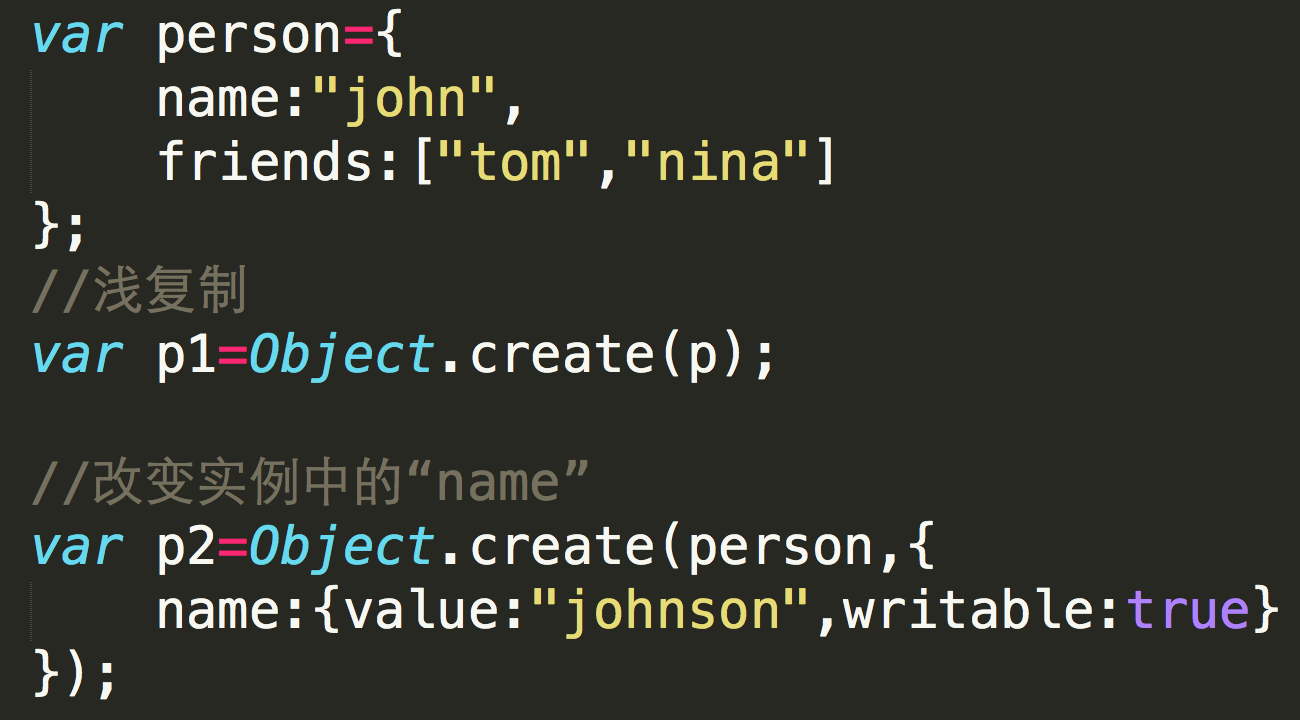 var person={
name:"john",
friends:["tom","nina"]
};
//浅复制
var p1=Object.create(p);
//改变实例中的“name”
var p2=Object.create(person,{
name:{value:"johnson",writable:true}
});